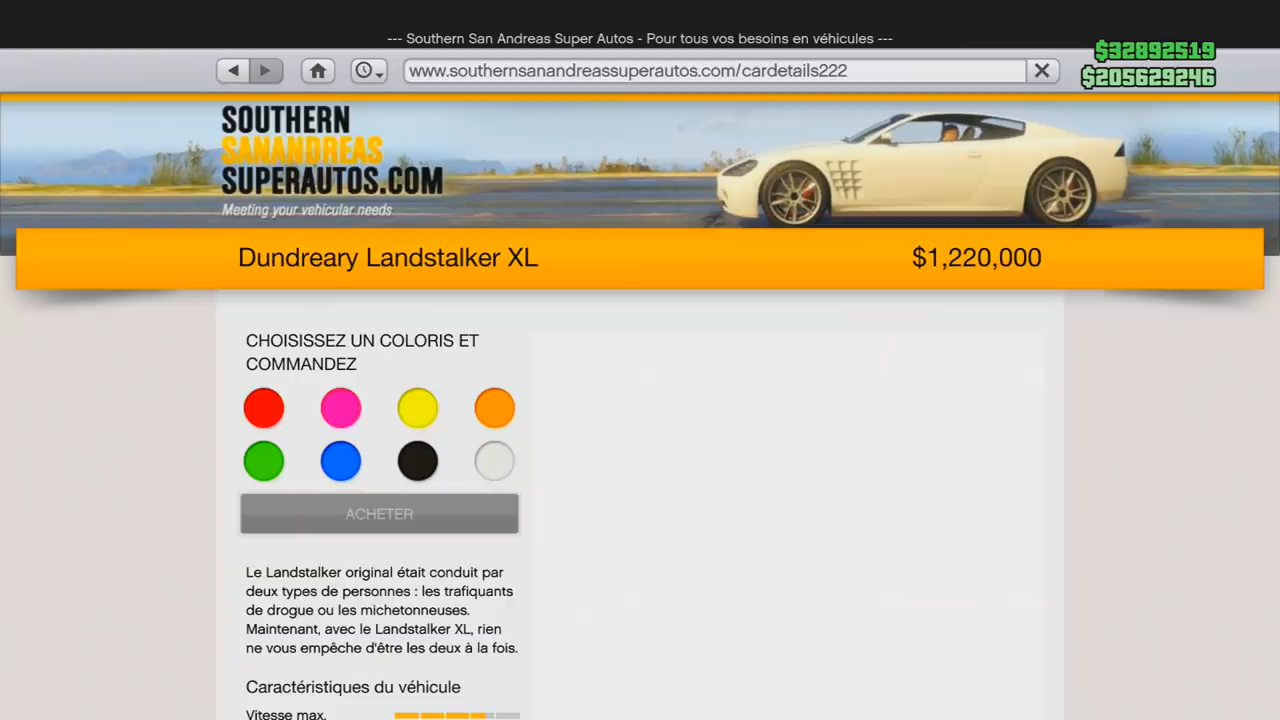 --- Southern San Andreas Super Autos - Pour tous vos besoins en véhicules ---
$32892519
www.southernsanandreassuperautos.com/cardetails222
$205629246
SOUTHERN
SANANDREAS
SUPERAUTOS.COM
Meeting your vehicular needs
Dundreary Landstalker XL $1,220,000
CHOISISSEZ UN COLORIS ET
COMMANDEZ
ACHETER
Le Landstalker original était conduit par
deux types de personnes : les trafiquants
de drogue ou les michetonneuses.
Maintenant, avec le Landstalker XL, rien
ne vous empêche d'être les deux à la fois.
Caractéristiques du véhicule
Vitesse max.